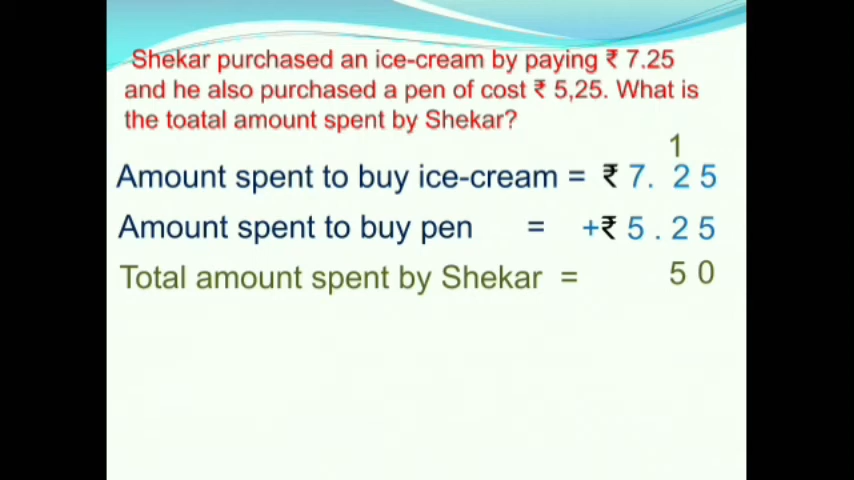 Shekar purchased an ice-cream by paying ₹ 7.25
and he also purchased a pen of cost ₹ 5,25. What is
the toatal amount spent by Shekar?
1
Amount spent to buy ice-cream = ₹ 7. 2 5
Amount spent to buy pen = +₹ 5 . 2 5
Total amount spent by Shekar = 5 0